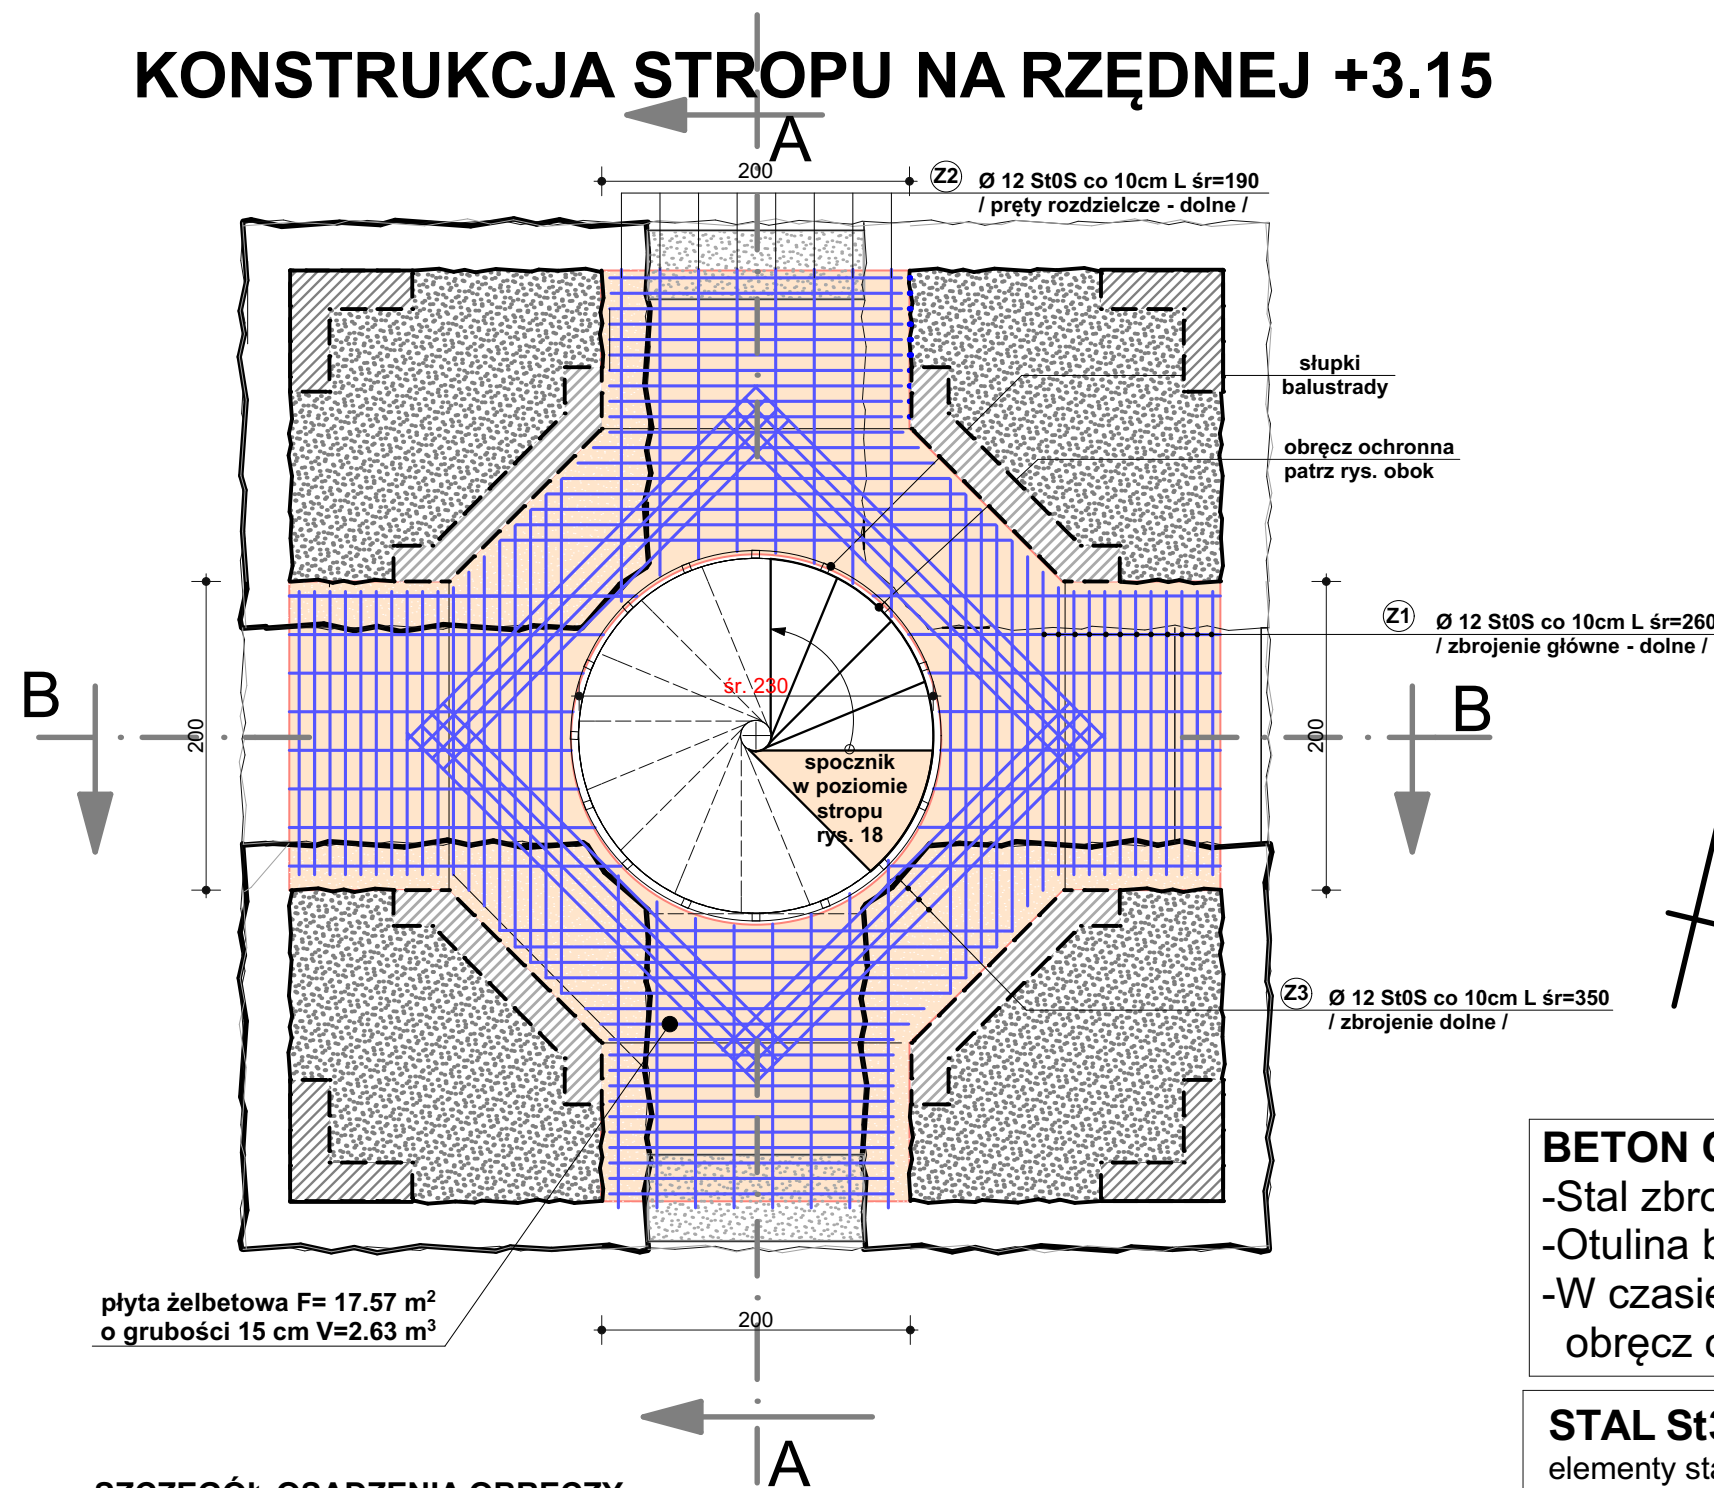 KONSTRUKCJA STROPU NA RZĘDNEJ +3.15
A
200
Z2 Ø 12 St0S co 10cm L śr=190
/ pręty rozdzielcze - dolne /
słupki
balustrady
obręcz ochronna
patrz rys. obok
Z1 Ø 12 St0S co 10cm L śr=260
/ zbrojenie główne - dolne /
B
B
200
200
śr. 230
spocznik
w poziomie
stropu
rys. 18
Z3 Ø 12 St0S co 10cm L śr=350
/ zbrojenie dolne /
płyta żelbetowa F= 17.57 m²
o grubości 15 cm V=2.63 m³
200
A
BETON
-Stal
-Otulina
-W czasie
obręcz
STAL
elementy
SZCZEGÓŁ OSADZENIA OBRĘCZY